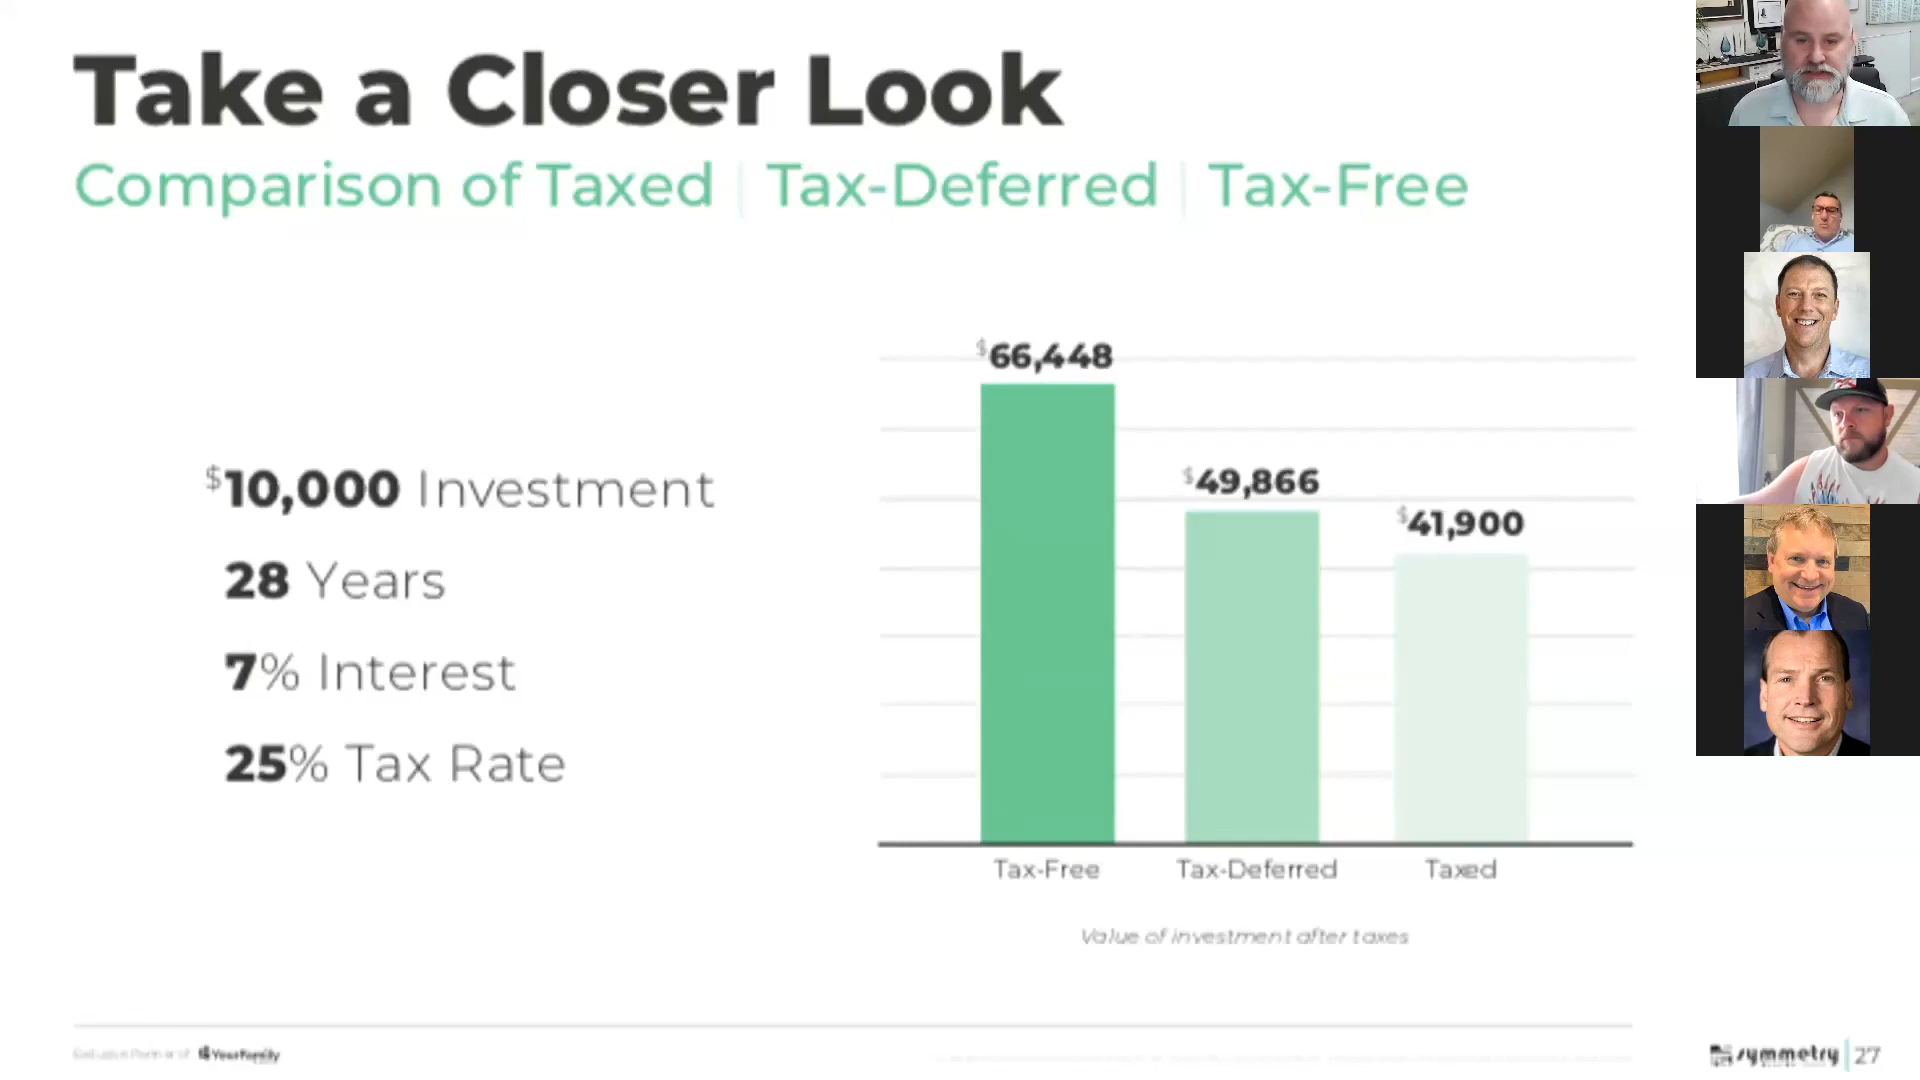 Take a Closer Look
Comparison of Taxed | Tax-Deferred | Tax-Free
$10,000 Investment
28 Years
7% Interest
25% Tax Rate
$66,448
$49,866
$41,900
Tax-Free Tax-Deferred Taxed
Value of investment after taxes
YourFamily
symmetry | 27